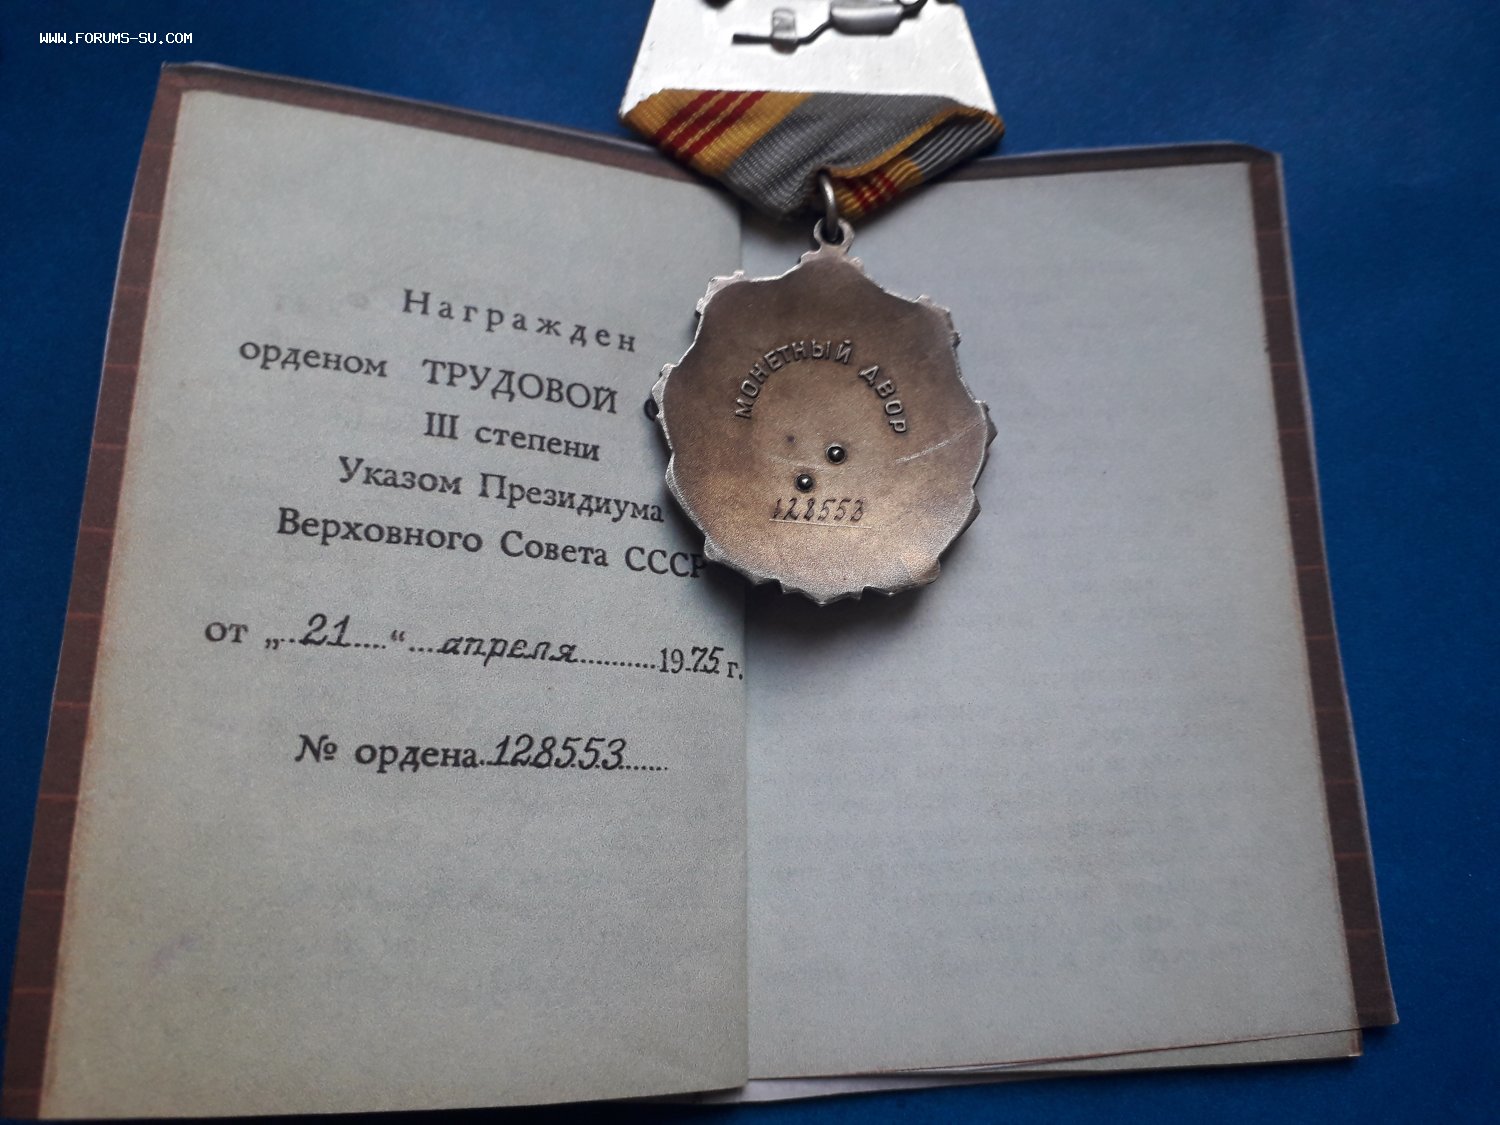 WWW.FORUMS-SU.COM
Награжден
орденом ТРУДОВОЙ
III степени
Указом Президиума
Верховного Совета СССР
от „ 21 “ апреля 1975 г.
№ ордена 128553
МОНЕТНЫЙ ДВОР
128553